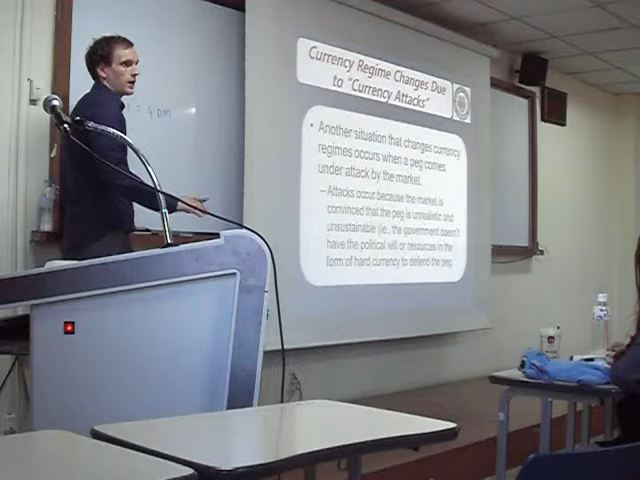 Currency Regime Changes Due
to "Currency Attacks"
• Another situation that changes currency
regimes occurs when a peg comes
under attack by the market.
– Attacks occur because the market is
convinced that the peg is unrealistic and
unsustainable (ie., the government doesn't
have the political will or resources in the
form of hard currency to defend the peg.